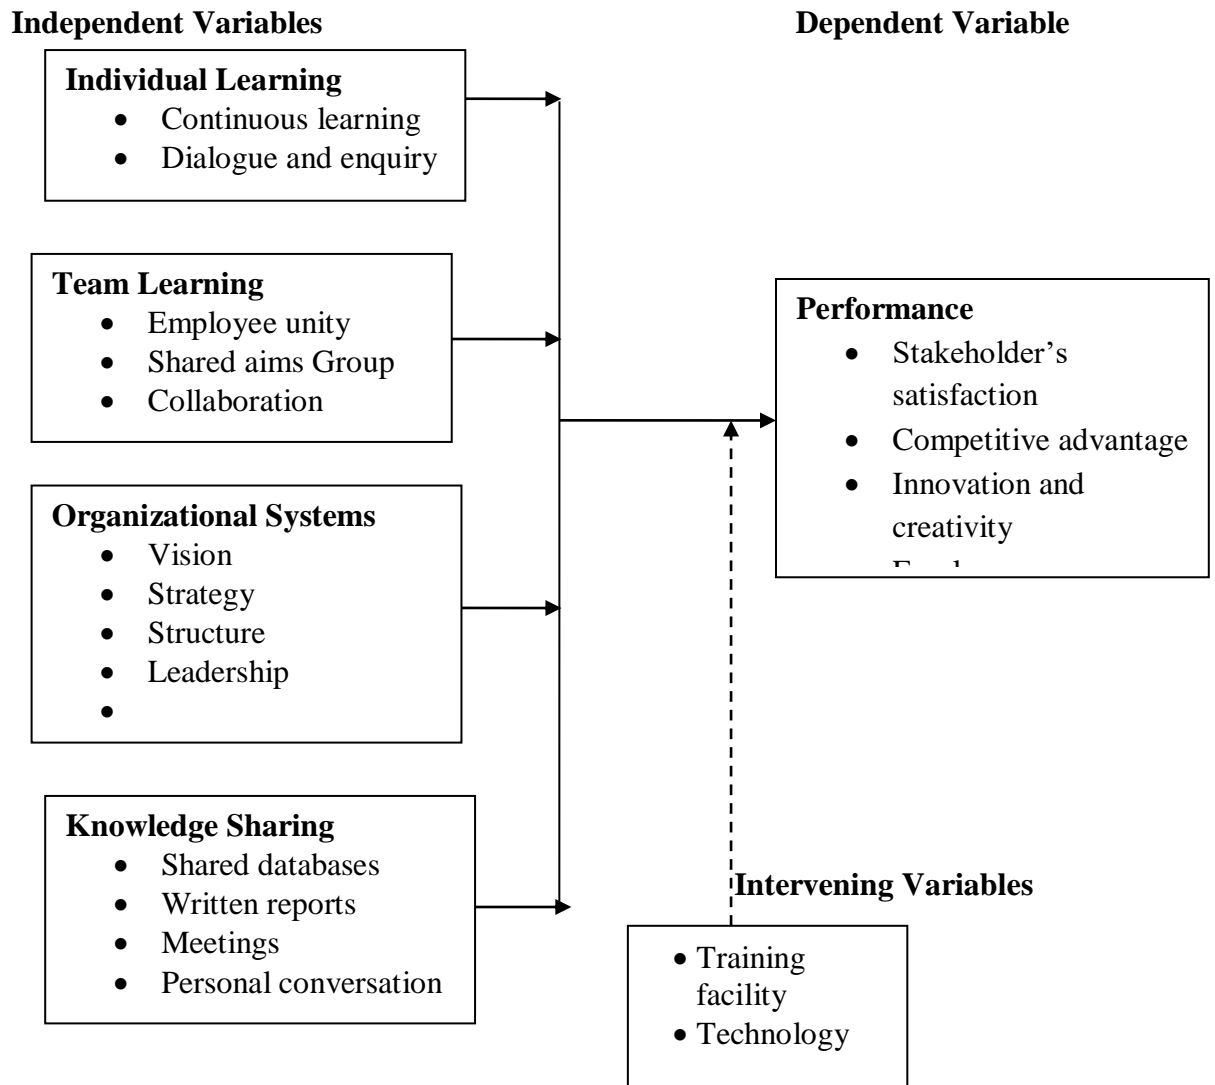 Independent Variables
Dependent Variable
Individual Learning
• Continuous learning
• Dialogue and enquiry
Team Learning
• Employee unity
• Shared aims Group
• Collaboration
Organizational Systems
• Vision
• Strategy
• Structure
• Leadership
•
Knowledge Sharing
• Shared databases
• Written reports
• Meetings
• Personal conversation
Performance
• Stakeholder’s
satisfaction
• Competitive advantage
• Innovation and
creativity
Intervening Variables
• Training
facility
• Technology